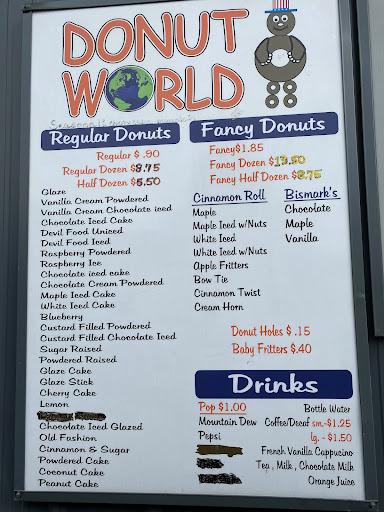 DONUT
WORLD
Regular Donuts
Regular $ .90
Regular Dozen $8.75
Half Dozen $5.50
Glaze
Vanilla Cream Powdered
Vanilla Cream Chocolate iced
Chocolate Iced Cake
Devil Food Uniced
Devil Food Iced
Raspberry Powdered
Raspberry Ice
Chocolate iced cake
Chocolate Cream Powdered
Maple Iced Cake
White Iced Cake
Blueberry
Custard Filled Powdered
Custard Filled Chocolate Iced
Sugar Raised
Powdered Raised
Glaze Cake
Glaze Stick
Cherry Cake
Lemon
Chocolate Iced Glazed
Old Fashion
Cinnamon & Sugar
Powdered Cake
Coconut Cake
Peanut Cake
Fancy Donuts
Fancy$1.85
Fancy Dozen $
Fancy Half Dozen $
Cinnamon Roll
Maple
Maple Iced w/Nuts
White Iced
White Iced w/Nuts
Apple Fritters
Bow Tie
Cinnamon Twist
Cream Horn
Bismark's
Chocolate
Maple
Vanilla
Donut Holes $ .15
Baby Fritters $.40
Drinks
Pop $1.00
Mountain Dew
Pepsi
Bottle Water
Coffee/Decaf sm.-$1.25
lg. - $1.50
French Vanilla Cappucino
Tea , Milk , Chocolate Milk
Orange Juice